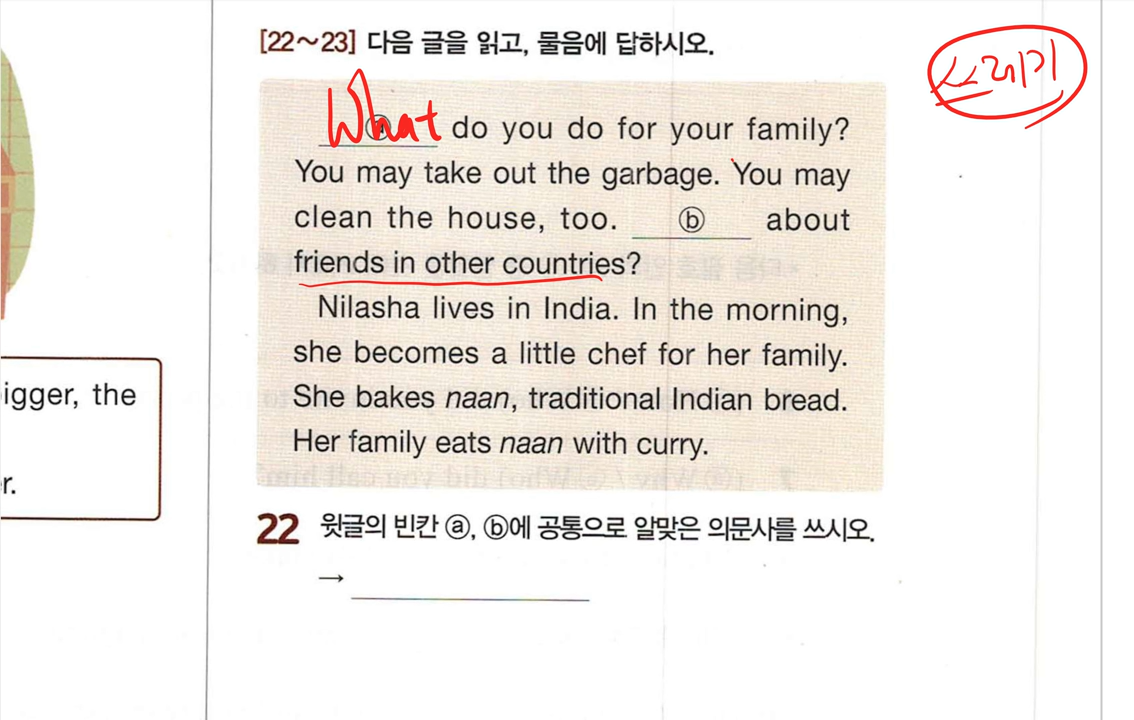 [22~23] 다음 글을 읽고, 물음에 답하시오.
쓰레기
What ⓐ do you do for your family?
You may take out the garbage. You may
clean the house, too. ⓑ about
friends in other countries?
Nilasha lives in India. In the morning,
she becomes a little chef for her family.
She bakes naan, traditional Indian bread.
Her family eats naan with curry.
igger, the
r.
22 윗글의 빈칸 ⓐ, ⓑ에 공통으로 알맞은 의문사를 쓰시오.
→